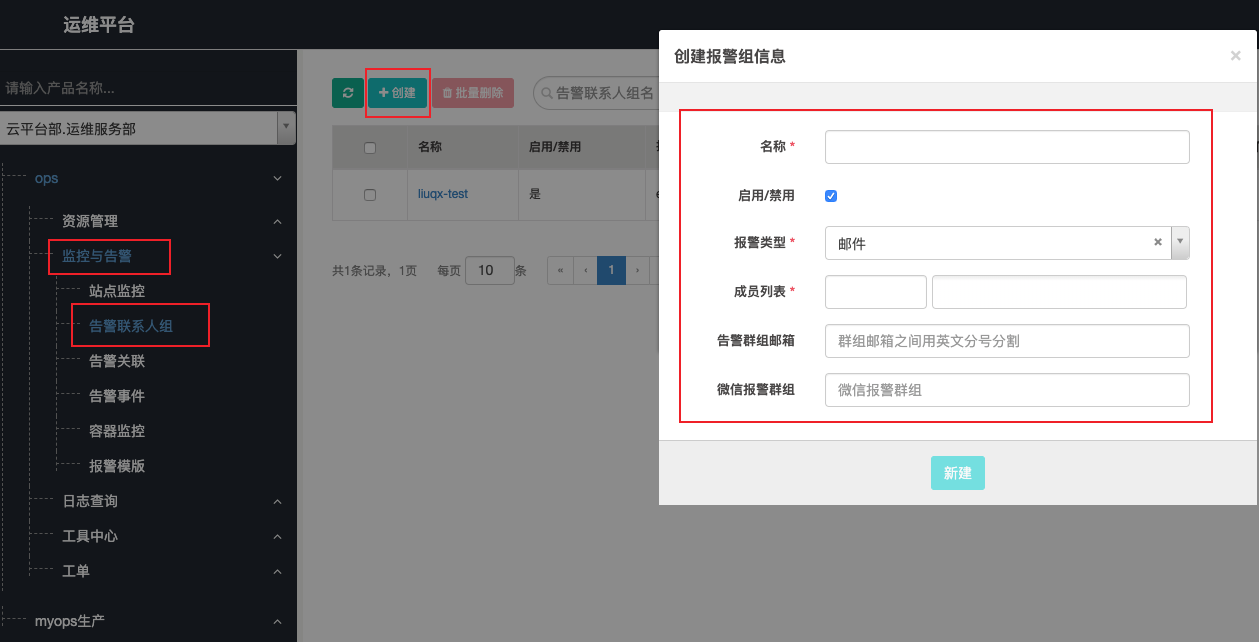 运维平台
请输入产品名称...
云平台部.运维服务部
ops
资源管理
监控与告警
站点监控
告警联系人组
告警关联
告警事件
容器监控
报警模版
日志查询
工具中心
工单
myops生产
创建
批量删除
告警联系人组名
名称
启用/禁用
liuqx-test
是
共1条记录，1页
每页
10
条
«
‹
1
›
创建报警组信息
×
名称 *
启用/禁用
报警类型 *
邮件
×
成员列表 *
告警群组邮箱
群组邮箱之间用英文分号分割
微信报警群组
微信报警群组
新建